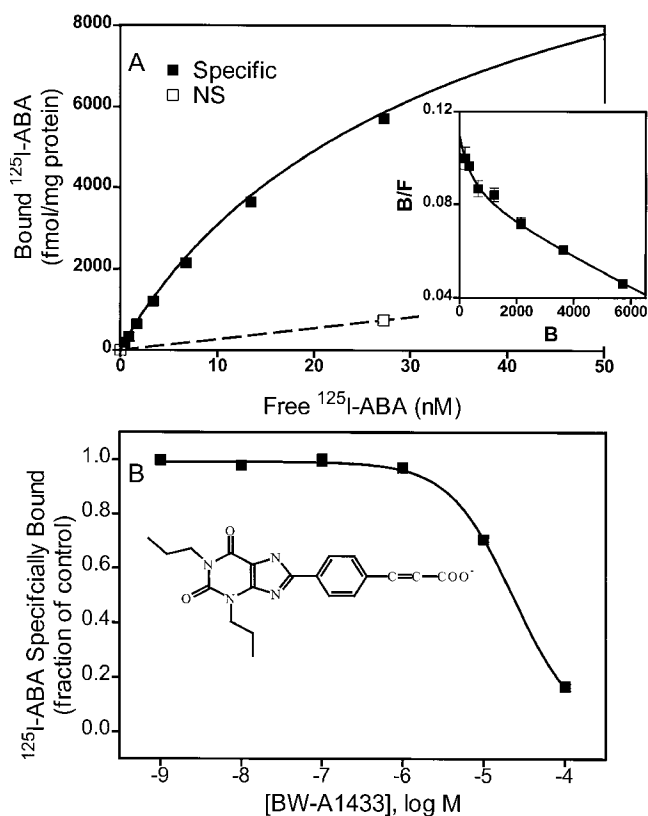 A
Specific
NS
Bound ¹²⁵I-ABA
(fmol/mg protein)
8000
6000
4000
2000
0
0
10
20
30
40
50
Free ¹²⁵I-ABA (nM)
B/F
0.12
0.08
0.04
0
2000
4000
6000
B
B
¹²⁵I-ABA Specifcially Bound
(fraction of control)
1.0
0.8
0.6
0.4
0.2
0.0
O
N
N
O
N
N
C=C-COO⁻
-9
-8
-7
-6
-5
-4
[BW-A1433], log M